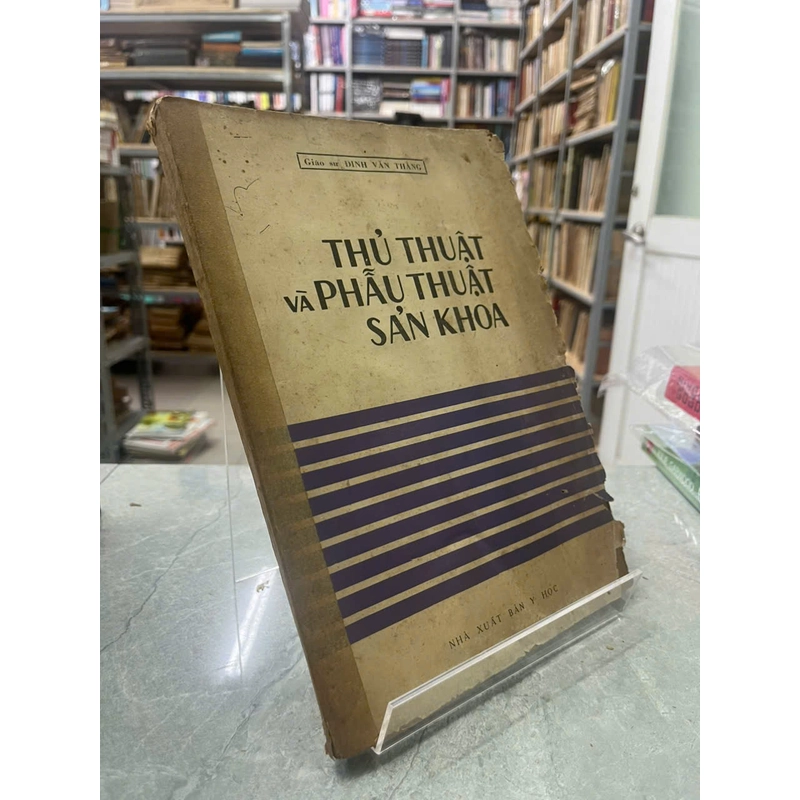 Giáo sư ĐINH VĂN THẮNG
THỦ THUẬT
VÀ PHẪU THUẬT
SẢN KHOA
NHÀ XUẤT BẢN Y HỌC